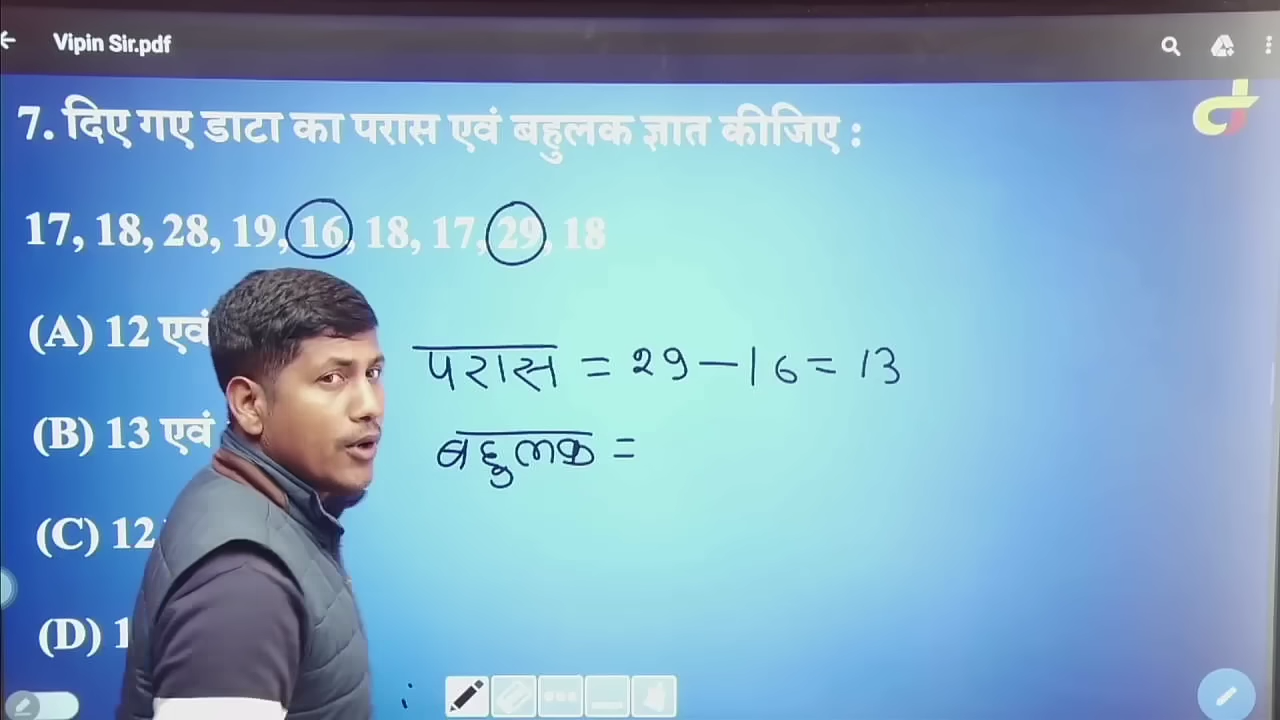 Vipin Sir.pdf
7. दिए गए डाटा का परास एवं बहुलक ज्ञात कीजिए :
17, 18, 28, 19, 16, 18, 17, 29, 18
(A) 12 एवं
परास = 29 - 16 = 13
(B) 13 एवं
बहुलक =
(C) 12
(D) 1